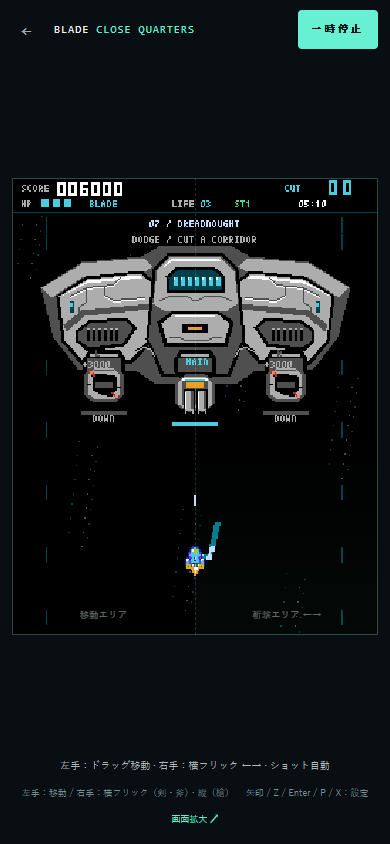 ← BLADE CLOSE QUARTERS 一時停止
SCORE 006000 CUT 00
HP BLADE LIFE 03 ST1 05:10
07 / DREADNOUGHT
DODGE / CUT A CORRIDOR
MAIN
3000 3000
DOWN DOWN
移動エリア 斬撃エリア ←→
左手：ドラッグ移動・右手：横フリック ←→・ショット自動
左手：移動 / 右手：横フリック（剣・斧）・縦（槍） 矢印 / Z / Enter / P / X：設定
画面拡大 ⤢